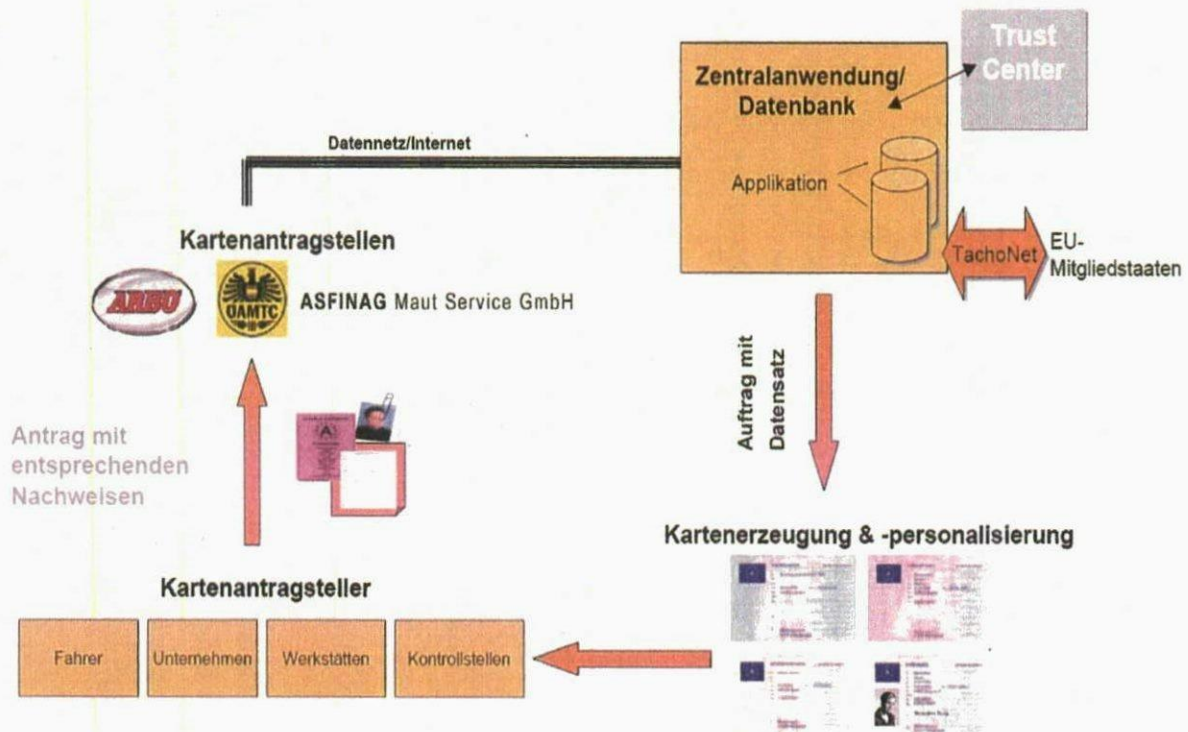 Trust
Center
Zentralanwendung/
Datenbank
Applikation
Datennetz/Internet
TachoNet
EU-
Mitgliedstaaten
Kartenantragstellen
ARBÖ
ÖAMTC
ASFINAG Maut Service GmbH
Auftrag mit
Datensatz
Antrag mit
entsprechenden
Nachweisen
Kartenerzeugung & -personalisierung
Kartenantragsteller
Fahrer
Unternehmen
Werkstätten
Kontrollstellen